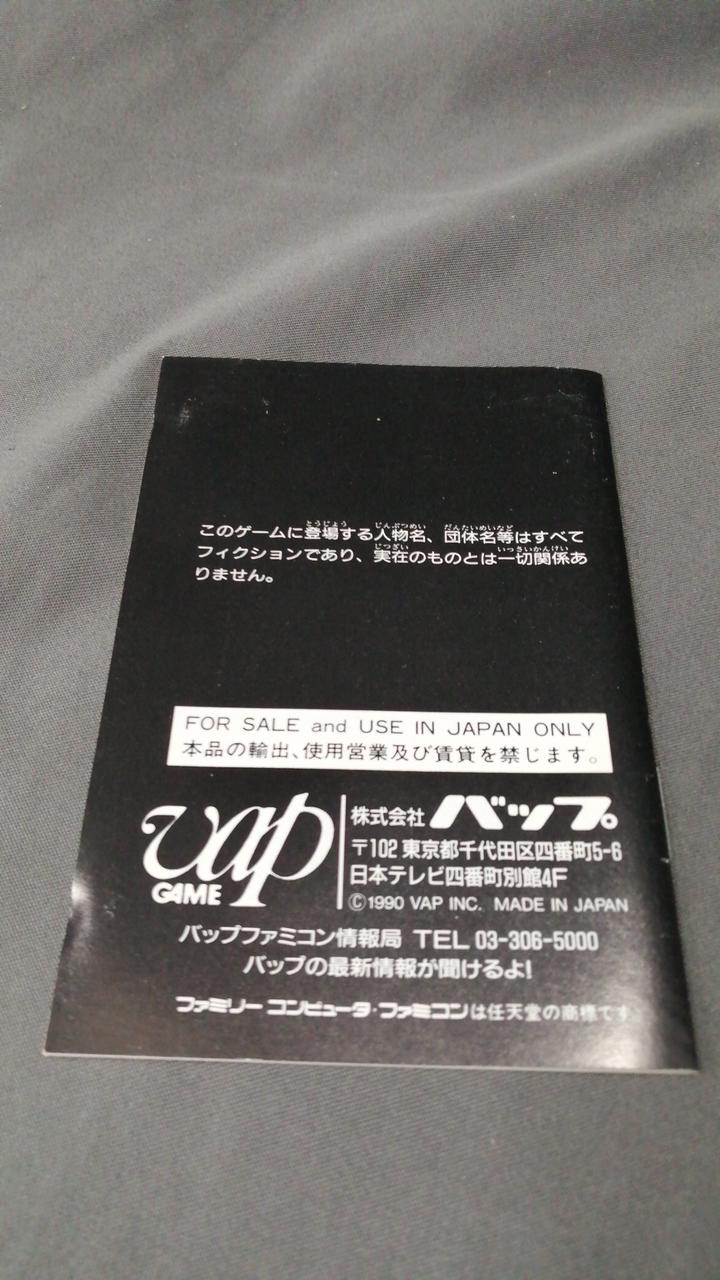 このゲームに登場する人物名、団体名等はすべて
フィクションであり、実在のものとは一切関係あ
りません。
FOR SALE and USE IN JAPAN ONLY
本品の輸出、使用営業及び賃貸を禁じます。
vap
GAME
株式会社 バップ。
〒102 東京都千代田区四番町5-6
日本テレビ四番町別館4F
©1990 VAP INC. MADE IN JAPAN
バップファミコン情報局 TEL 03-306-5000
バップの最新情報が聞けるよ!
ファミリーコンピュータ・ファミコンは任天堂の商標です